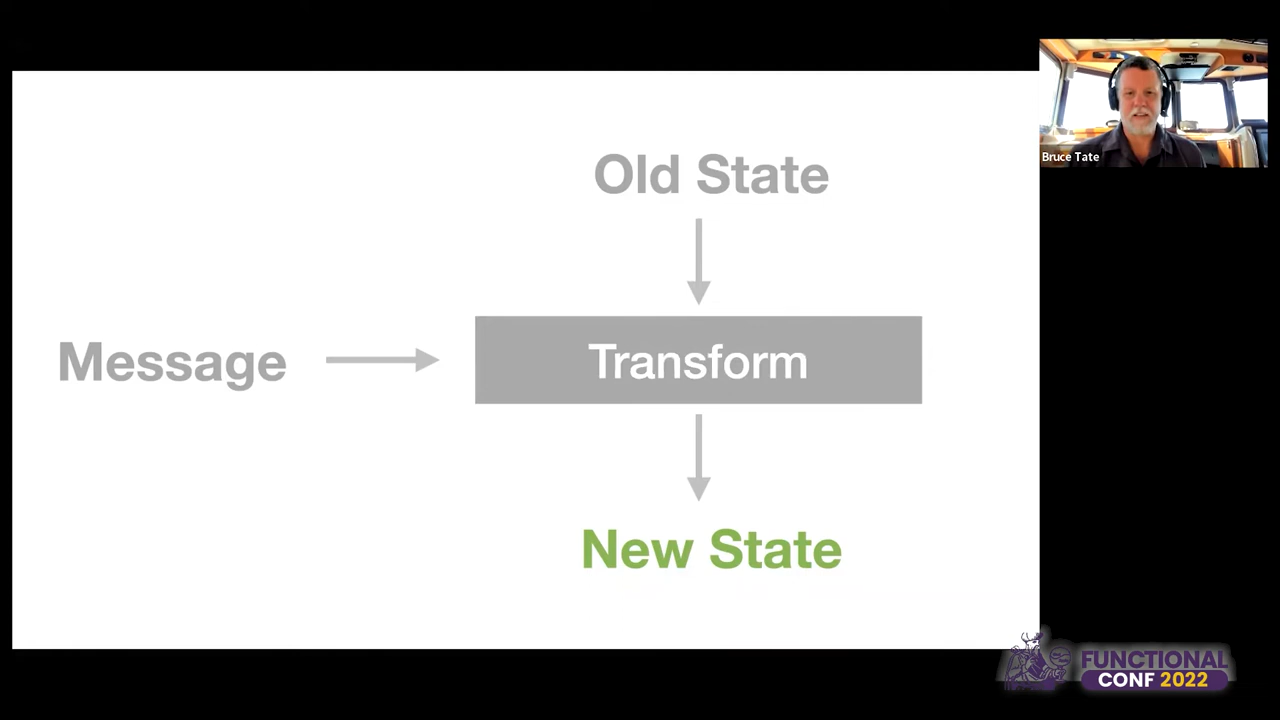 Old State
Message
Transform
New State
Bruce Tate
FUNCTIONAL
CONF 2022